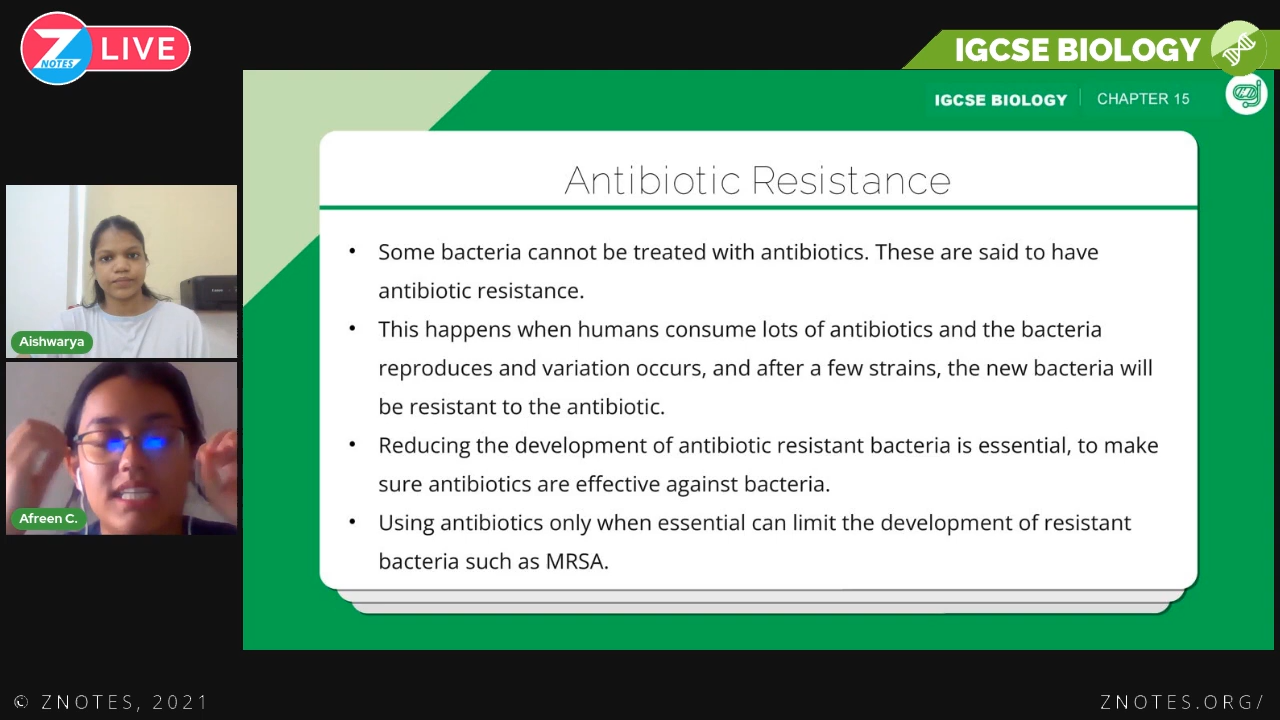 Z NOTES LIVE
IGCSE BIOLOGY
IGCSE BIOLOGY | CHAPTER 15
Antibiotic Resistance
• Some bacteria cannot be treated with antibiotics. These are said to have
antibiotic resistance.
• This happens when humans consume lots of antibiotics and the bacteria
reproduces and variation occurs, and after a few strains, the new bacteria will
be resistant to the antibiotic.
• Reducing the development of antibiotic resistant bacteria is essential, to make
sure antibiotics are effective against bacteria.
• Using antibiotics only when essential can limit the development of resistant
bacteria such as MRSA.
Aishwarya
Afreen C.
© ZNOTES, 2021
ZNOTES.ORG/